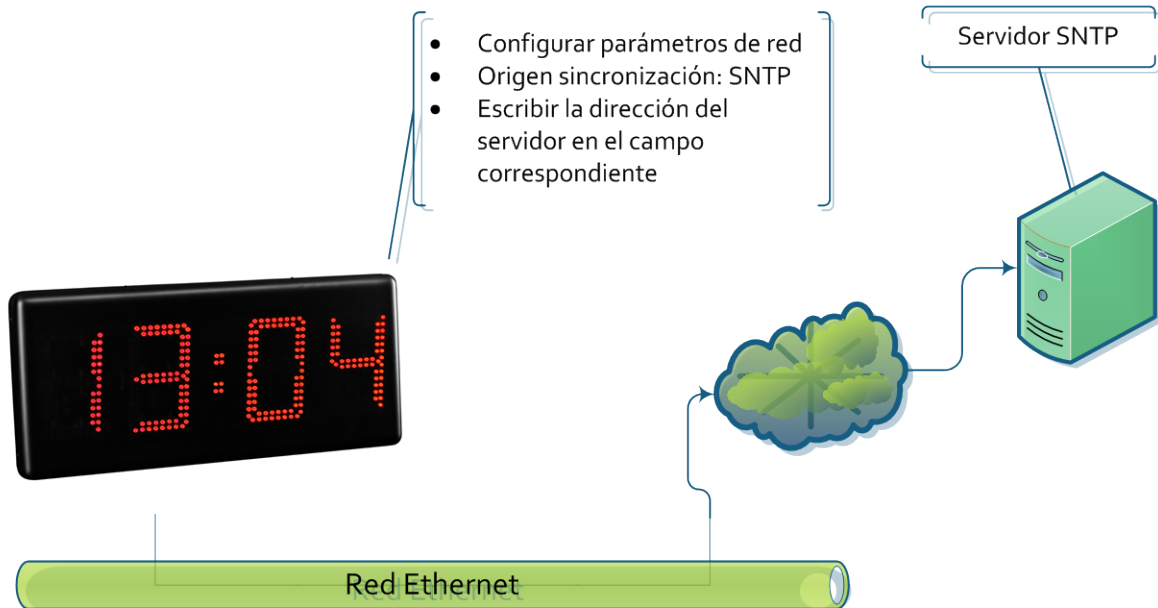 • Configurar parámetros de red
• Origen sincronización: SNTP
• Escribir la dirección del
servidor en el campo
correspondiente
Servidor SNTP
13:04
Red Ethernet